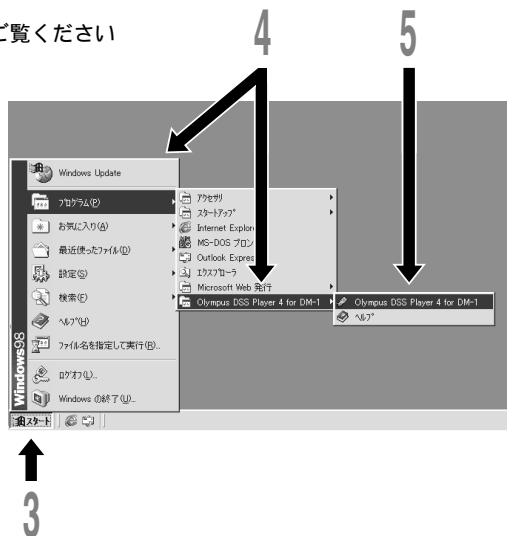 ご覧ください
4
5
Windows Update
プログラム(P)
お気に入り(A)
最近使ったファイル(D)
設定(S)
検索(F)
ヘルプ(H)
ファイル名を指定して実行(R)...
ログオフ(L)...
Windows の終了(U)...
Windows98
アクセサリ
スタートアップ
Internet Explore
MS-DOS プロン
Outlook Expres
エクスプローラ
Microsoft Web 発行
Olympus DSS Player 4 for DM-1
Olympus DSS Player 4 for DM-1
ヘルプ
スタート
3